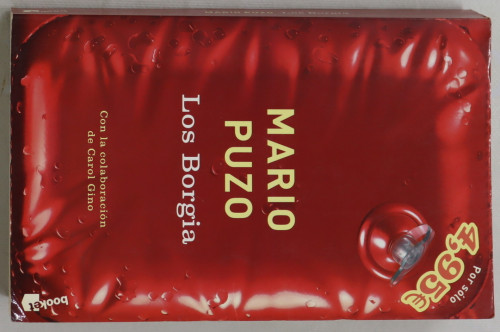 MARIO
PUZO
Los Borgia
Con la colaboración
de Carol Gino
Por sólo
4,95€
booket